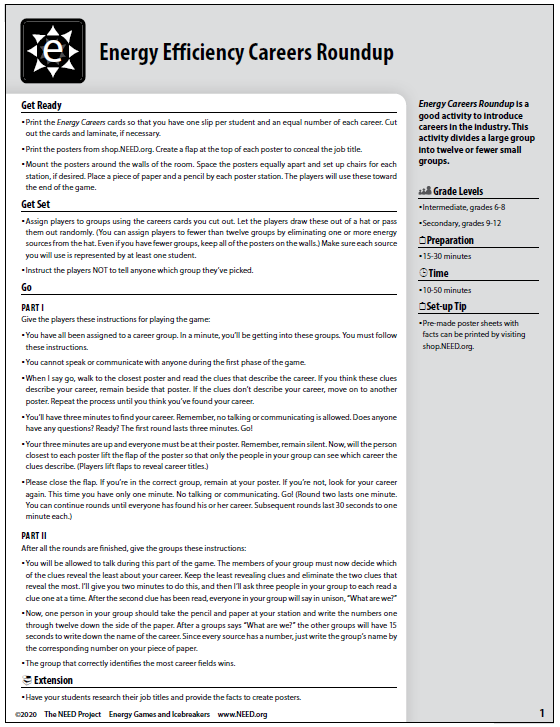 e
Energy Efficiency Careers Roundup
Get Ready
• Print the Energy Careers cards so that you have one slip per student and an equal number of each career. Cut
out the cards and laminate, if necessary.
• Print the posters from shop.NEED.org. Create a flap at the top of each poster to conceal the job title.
• Mount the posters around the walls of the room. Space the posters equally apart and set up chairs for each
station, if desired. Place a piece of paper and a pencil by each poster station. The players will use these toward
the end of the game.
Get Set
• Assign players to groups using the careers cards you cut out. Let the players draw these out of a hat or pass
them out randomly. (You can assign players to fewer than twelve groups by eliminating one or more energy
sources from the hat. Even if you have fewer groups, keep all of the posters on the walls.) Make sure each source
you will use is represented by at least one student.
• Instruct the players NOT to tell anyone which group they've picked.
Go
PART I
Give the players these instructions for playing the game:
• You have all been assigned to a career group. In a minute, you'll be getting into these groups. You must follow
these instructions.
• You cannot speak or communicate with anyone during the first phase of the game.
• When I say go, walk to the closest poster and read the clues that describe the career. If you think these clues
describe your career, remain beside that poster. If the clues don't describe your career, move on to another
poster. Repeat the process until you think you've found your career.
• You'll have three minutes to find your career. Remember, no talking or communicating is allowed. Does anyone
have any questions? Ready? The first round lasts three minutes. Go!
• Your three minutes are up and everyone must be at their poster. Remember, remain silent. Now, will the person
closest to each poster lift the flap of the poster so that only the people in your group can see which career the
clues describe. (Players lift flaps to reveal career titles.)
• Please close the flap. If you're in the correct group, remain at your poster. If you're not, look for your career
again. This time you have only one minute. No talking or communicating. Go! (Round two lasts one minute.
You can continue rounds until everyone has found his or her career. Subsequent rounds last 30 seconds to one
minute each.)
PART II
After all the rounds are finished, give the groups these instructions:
• You will be allowed to talk during this part of the game. The members of your group must now decide which
of the clues reveal the least about your career. Keep the least revealing clues and eliminate the two clues that
reveal the most. I'll give you two minutes to do this, and then I'll ask three people in your group to each read a
clue one at a time. After the second clue has been read, everyone in your group will say in unison, "What are we?"
• Now, one person in your group should take the pencil and paper at your station and write the numbers one
through twelve down the side of the paper. After a groups says "What are we?" the other groups will have 15
seconds to write down the name of the career. Since every source has a number, just write the group's name by
the corresponding number on your piece of paper.
• The group that correctly identifies the most career fields wins.
Extension
• Have your students research their job titles and provide the facts to create posters.
Energy Careers Roundup is a
good activity to introduce
careers in the industry. This
activity divides a large group
into twelve or fewer small
groups.
Grade Levels
• Intermediate, grades 6-8
• Secondary, grades 9-12
Preparation
• 15-30 minutes
Time
• 10-50 minutes
Set-up Tip
• Pre-made poster sheets with
facts can be printed by visiting
shop.NEED.org.
©2020 The NEED Project Energy Games and Icebreakers www.NEED.org 1